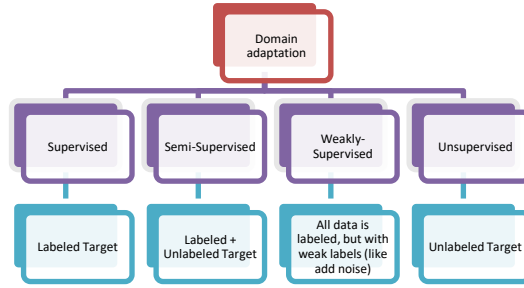 Domain
adaptation
Supervised
Semi-Supervised
Weakly-
Supervised
Unsupervised
Labeled Target
Labeled +
Unlabeled Target
All data is
labeled, but with
weak labels (like
add noise)
Unlabeled Target